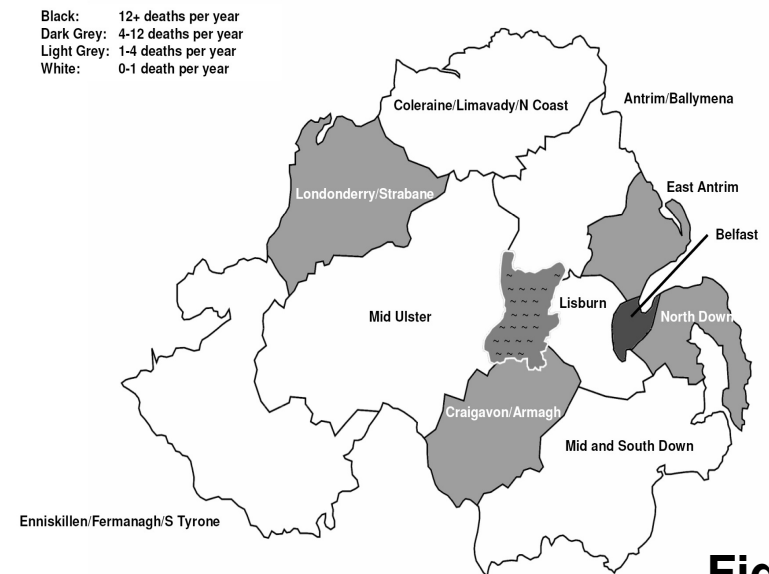 Black: 12+ deaths per year
Dark Grey: 4-12 deaths per year
Light Grey: 1-4 deaths per year
White: 0-1 death per year
Coleraine/Limavady/N Coast
Antrim/Ballymena
Londonderry/Strabane
East Antrim
Belfast
Lisburn
Mid Ulster
North Down
Craigavon/Armagh
Mid and South Down
Enniskillen/Fermanagh/S Tyrone
Fig